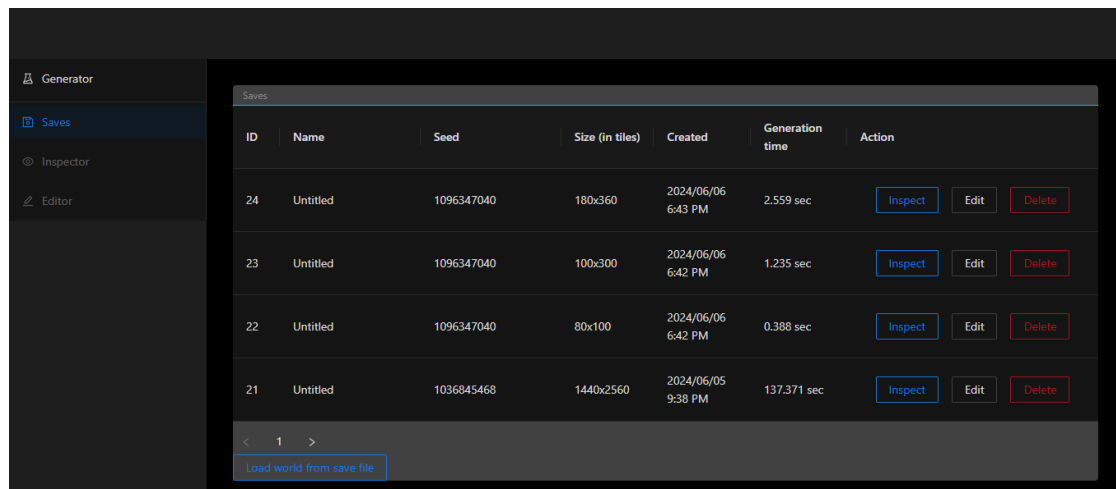 Generator
Saves
Inspector
Editor
Saves
ID Name Seed Size (in tiles) Created Generation time Action
24 Untitled 1096347040 180x360 2024/06/06 6:43 PM 2.559 sec Inspect Edit Delete
23 Untitled 1096347040 100x300 2024/06/06 6:42 PM 1.235 sec Inspect Edit Delete
22 Untitled 1096347040 80x100 2024/06/06 6:42 PM 0.388 sec Inspect Edit Delete
21 Untitled 1036845468 1440x2560 2024/06/05 9:38 PM 137.371 sec Inspect Edit Delete
< 1 >
Load world from save file